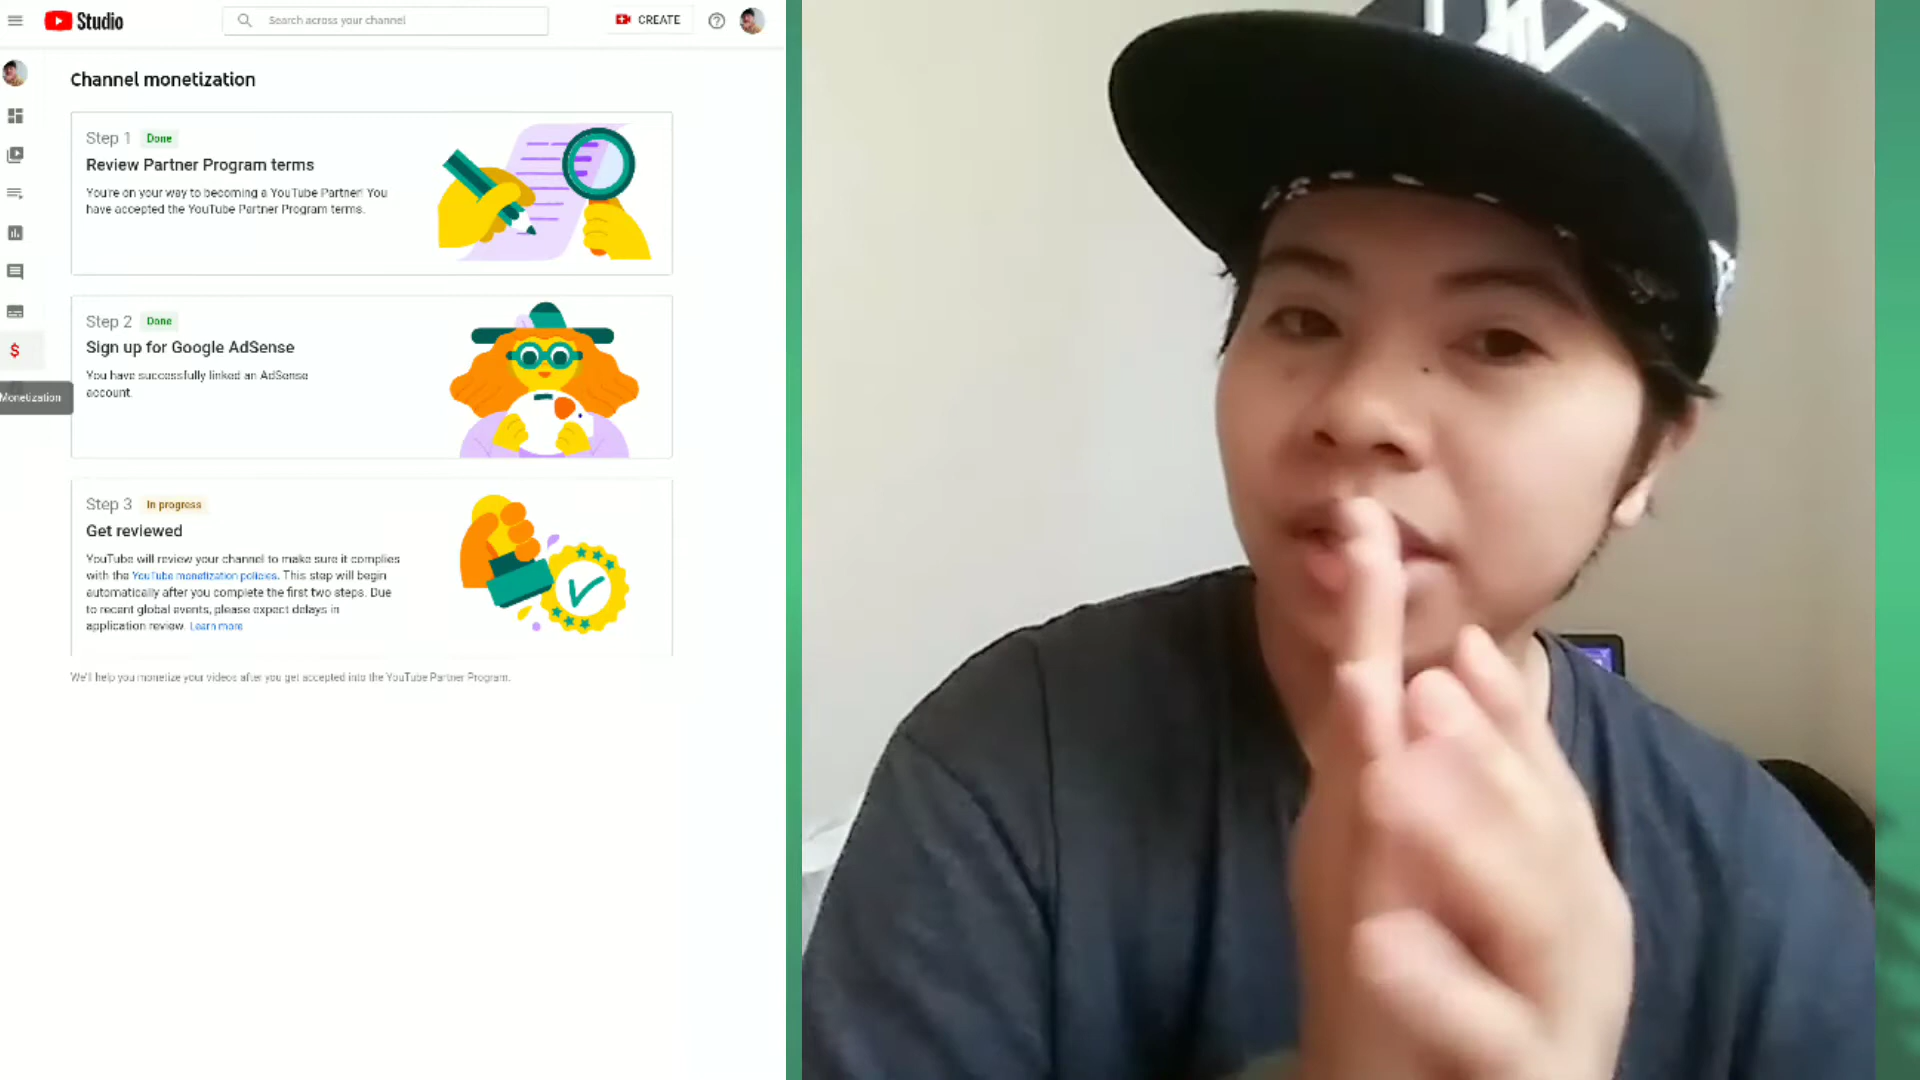 Studio
Search across your channel
CREATE
Channel monetization
Step 1 Done
Review Partner Program terms
You're on your way to becoming a YouTube Partner! You
have accepted the YouTube Partner Program terms.
Step 2 Done
Sign up for Google AdSense
You have successfully linked an AdSense
account.
Monetization
Step 3 In progress
Get reviewed
YouTube will review your channel to make sure it complies
with the YouTube monetization policies. This step will begin
automatically after you complete the first two steps. Due
to recent global events, please expect delays in
application review. Learn more
We'll help you monetize your videos after you get accepted into the YouTube Partner Program.